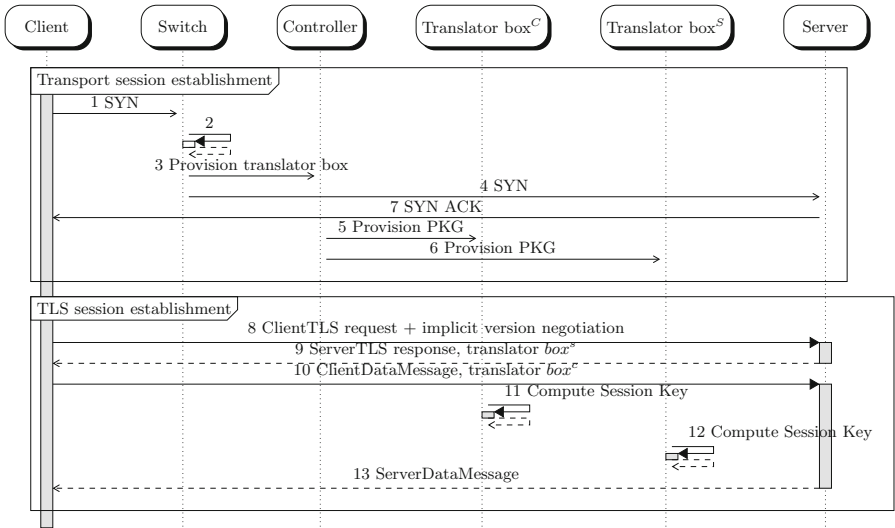 Client Switch Controller Translator box^C Translator box^S Server
Transport session establishment
1 SYN
2
3 Provision translator box
4 SYN
7 SYN ACK
5 Provision PKG
6 Provision PKG
TLS session establishment
8 ClientTLS request + implicit version negotiation
9 ServerTLS response, translator box^s
10 ClientDataMessage, translator box^c
11 Compute Session Key
12 Compute Session Key
13 ServerDataMessage